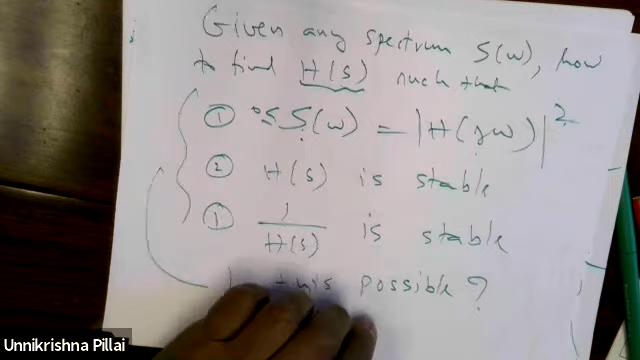 Given any spectrum S(ω), how
to find H(s) such that
① 0≤S(ω) = |H(jω)|²
② H(s) is stable
① 1/H(s) is stable
this possible ?
Unnikrishna Pillai